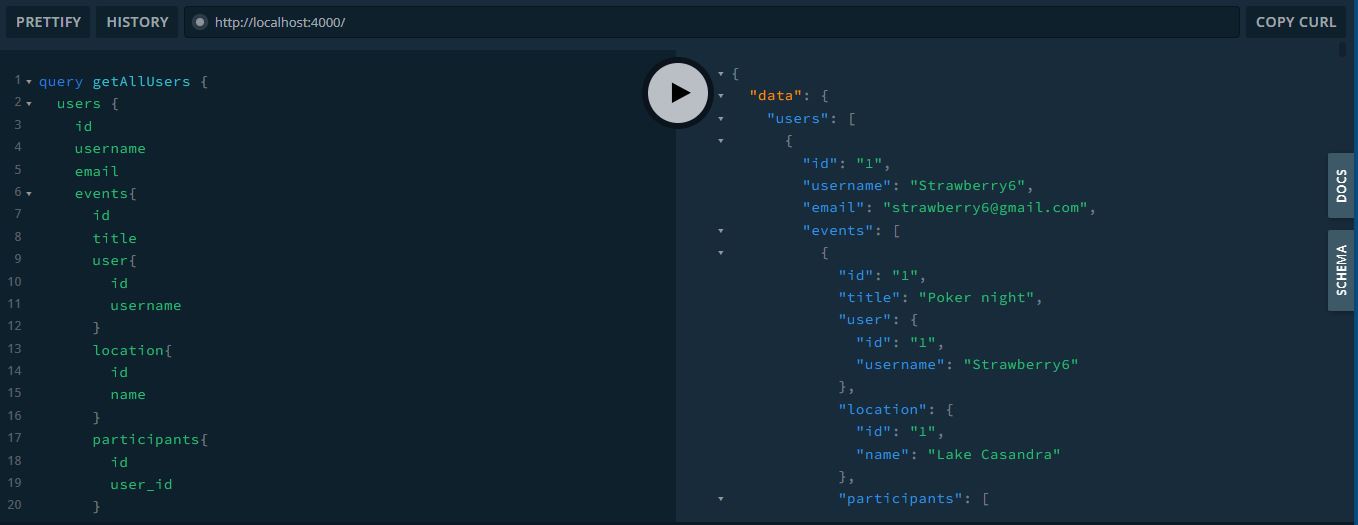 PRETTIFY HISTORY http://localhost:4000/ COPY CURL
1 query getAllUsers {
2 users {
3 id
4 username
5 email
6 events{
7 id
8 title
9 user{
10 id
11 username
12 }
13 location{
14 id
15 name
16 }
17 participants{
18 id
19 user_id
20 }
{
"data": {
"users": [
{
"id": "1",
"username": "Strawberry6",
"email": "strawberry6@gmail.com",
"events": [
{
"id": "1",
"title": "Poker night",
"user": {
"id": "1",
"username": "Strawberry6"
},
"location": {
"id": "1",
"name": "Lake Casandra"
},
"participants": [
DOCS
SCHEMA